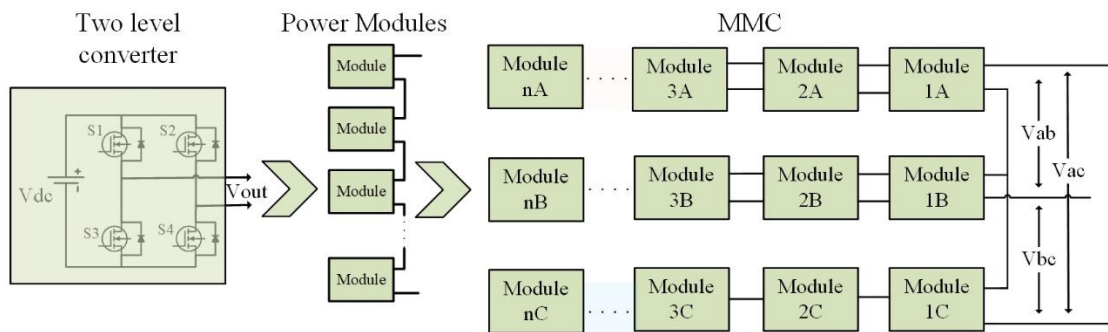 Two level
converter
S1
S2
Vdc
+
-
S3
S4
Vout
Power Modules
Module
Module
Module
Module
MMC
Module
nA
Module
3A
Module
2A
Module
1A
Module
nB
Module
3B
Module
2B
Module
1B
Module
nC
Module
3C
Module
2C
Module
1C
Vab
Vac
Vbc